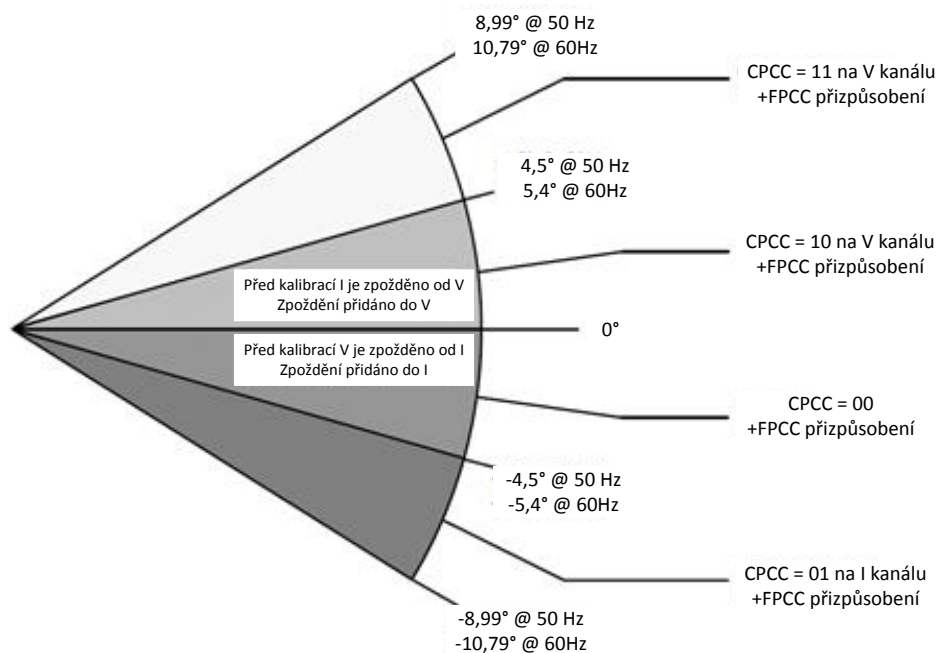 8,99° @ 50 Hz
10,79° @ 60Hz
CPCC = 11 na V kanálu
+FPCC přizpůsobení
4,5° @ 50 Hz
5,4° @ 60Hz
CPCC = 10 na V kanálu
+FPCC přizpůsobení
Před kalibrací I je zpožděno od V
Zpoždění přidáno do V
0°
Před kalibrací V je zpožděno od I
Zpoždění přidáno do I
CPCC = 00
+FPCC přizpůsobení
-4,5° @ 50 Hz
-5,4° @ 60Hz
CPCC = 01 na I kanálu
+FPCC přizpůsobení
-8,99° @ 50 Hz
-10,79° @ 60Hz